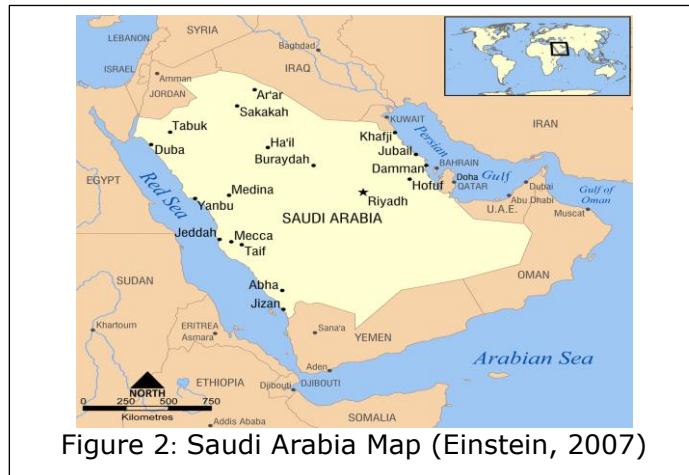 SYRIA
LEBANON
Baghdad
IRAQ
ISRAEL
Amman
JORDAN
IRAN
Ar'ar
Sakakah
KUWAIT
Tabuk
Khafji
Persian
Gulf
Duba
Ha'il
Jubail
Buraydah
BAHRAIN
Damman
Doha
QATAR
Hofuf
Dubai
Gulf of
Oman
EGYPT
Red Sea
Medina
Yanbu
Riyadh
U.A.E.
Abu Dhabi
Muscat
SAUDI ARABIA
Jeddah
Mecca
Taif
OMAN
SUDAN
Abha
Jizan
Khartoum
ERITREA
Asmara
Sana'a
YEMEN
Arabian Sea
Aden
ETHIOPIA
Djibouti
DJIBOUTI
SOMALIA
Addis Ababa
NORTH
0 250 500 750
Kilometres
Figure 2: Saudi Arabia Map (Einstein, 2007)